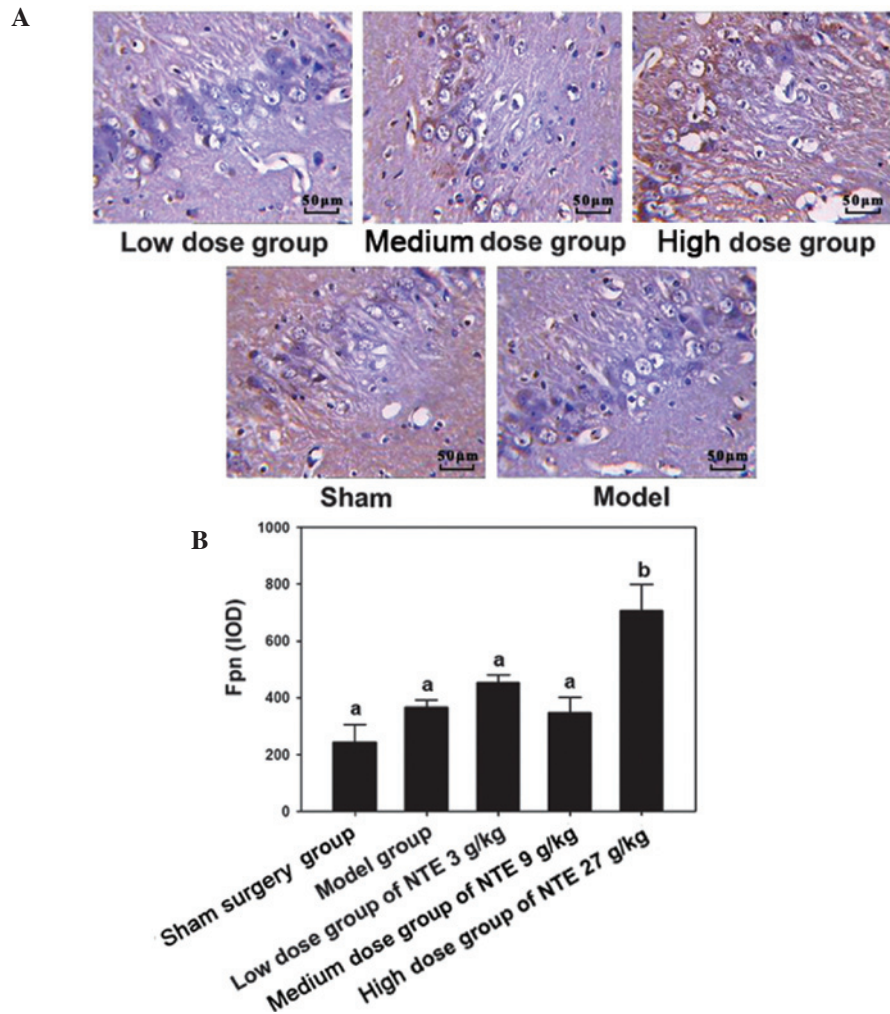 A
50μm 50μm 50μm
Low dose group Medium dose group High dose group
50μm 50μm
Sham Model
B
1000
800
600
400
200
0
Fpn (IOD)
a a a a b
Sham surgery group
Model group
Low dose group of NTE 3 g/kg
Medium dose group of NTE 9 g/kg
High dose group of NTE 27 g/kg